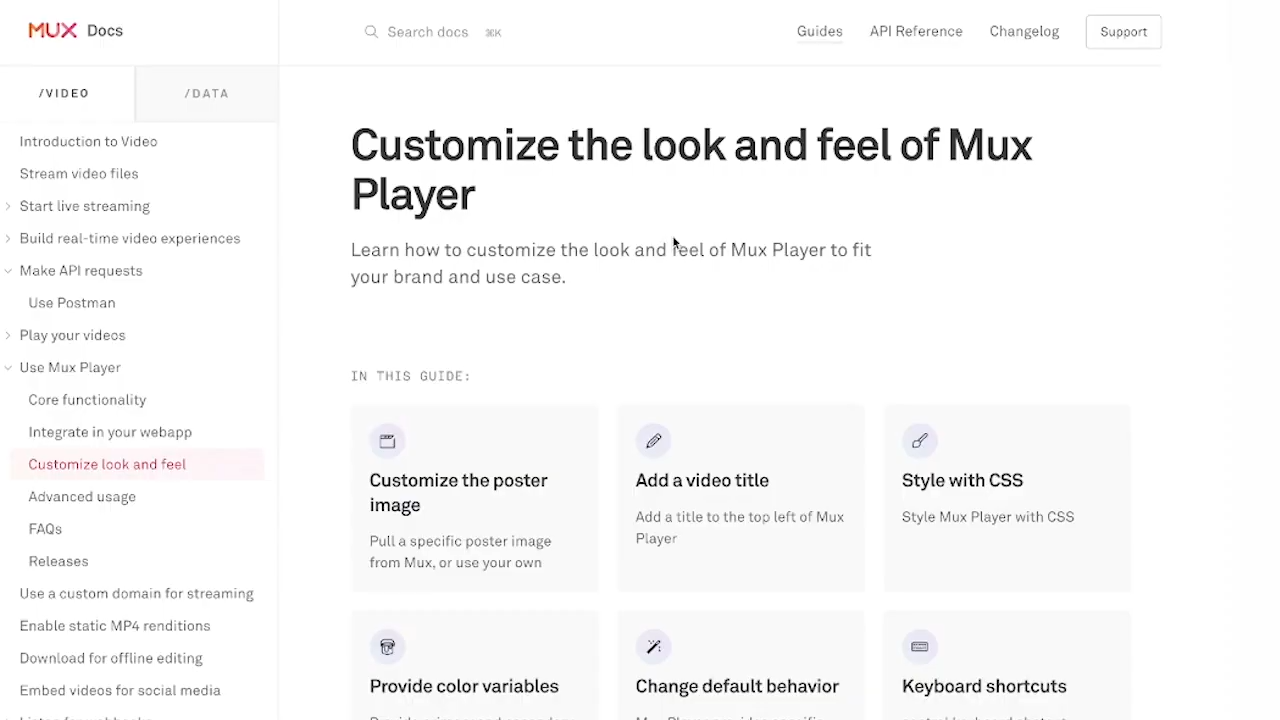 MUX Docs
Search docs ⌘K
Guides
API Reference
Changelog
Support
/VIDEO
/DATA
Introduction to Video
Stream video files
Start live streaming
Build real-time video experiences
Make API requests
Use Postman
Play your videos
Use Mux Player
Core functionality
Integrate in your webapp
Customize look and feel
Advanced usage
FAQs
Releases
Use a custom domain for streaming
Enable static MP4 renditions
Download for offline editing
Embed videos for social media
Customize the look and feel of Mux
Player
Learn how to customize the look and feel of Mux Player to fit
your brand and use case.
IN THIS GUIDE:
Customize the poster
image
Pull a specific poster image
from Mux, or use your own
Add a video title
Add a title to the top left of Mux
Player
Style with CSS
Style Mux Player with CSS
Provide color variables
Change default behavior
Keyboard shortcuts